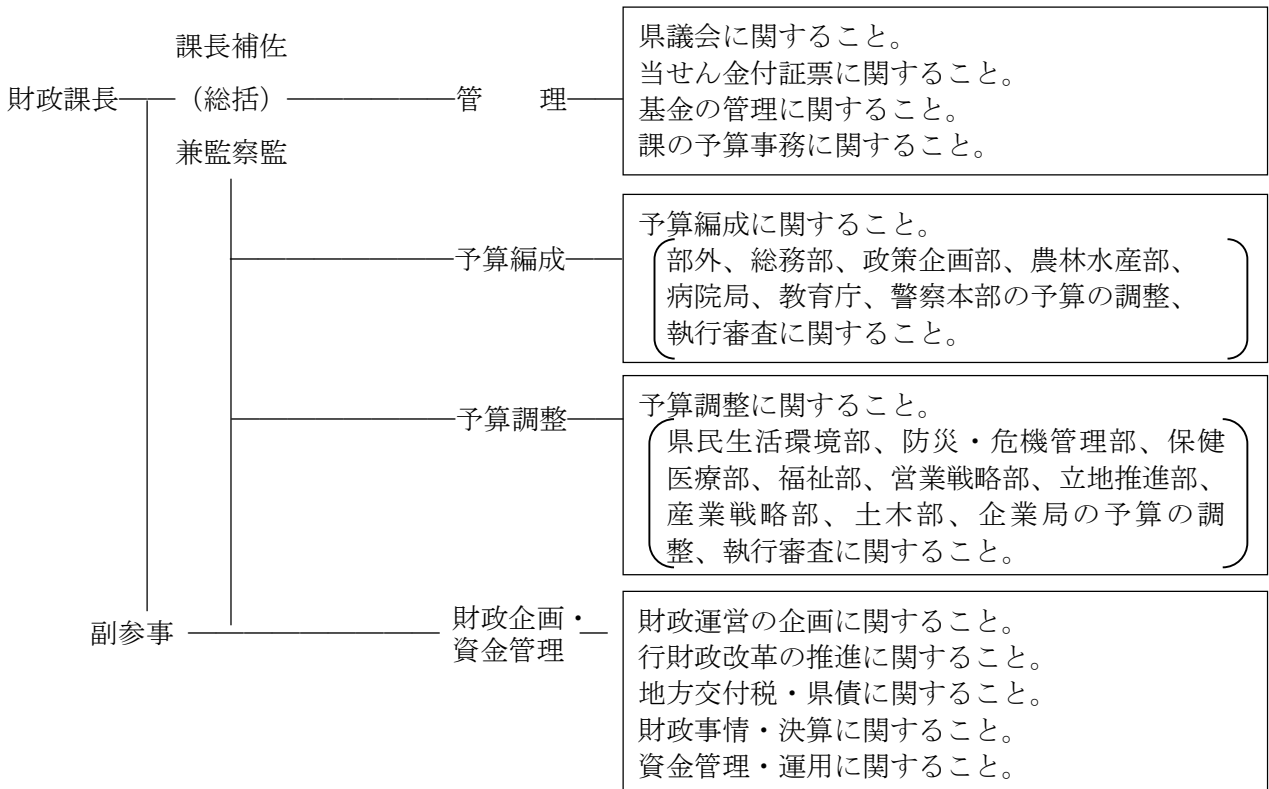 課長補佐
財政課長
(総括)
管　理
兼監察監
県議会に関すること。
当せん金付証票に関すること。
基金の管理に関すること。
課の予算事務に関すること。
予算編成
予算編成に関すること。
部外、総務部、政策企画部、農林水産部、
病院局、教育庁、警察本部の予算の調整、
執行審査に関すること。
予算調整
予算調整に関すること。
県民生活環境部、防災・危機管理部、保健
医療部、福祉部、営業戦略部、立地推進部、
産業戦略部、土木部、企業局の予算の調
整、執行審査に関すること。
副参事
財政企画・
資金管理
財政運営の企画に関すること。
行財政改革の推進に関すること。
地方交付税・県債に関すること。
財政事情・決算に関すること。
資金管理・運用に関すること。